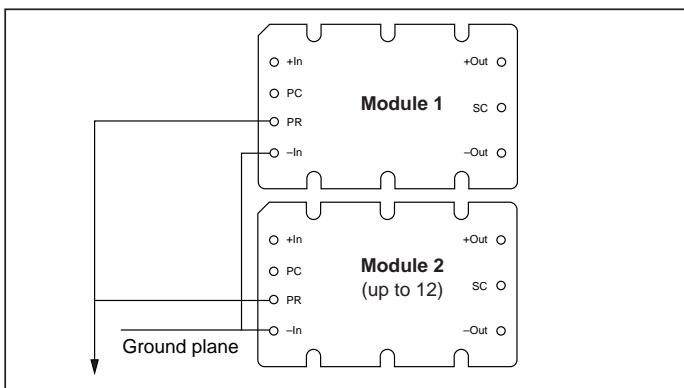 +In
+Out
PC
Module 1
SC
PR
–In
–Out
+In
+Out
Module 2
PC
(up to 12)
SC
PR
–In
–Out
Ground plane